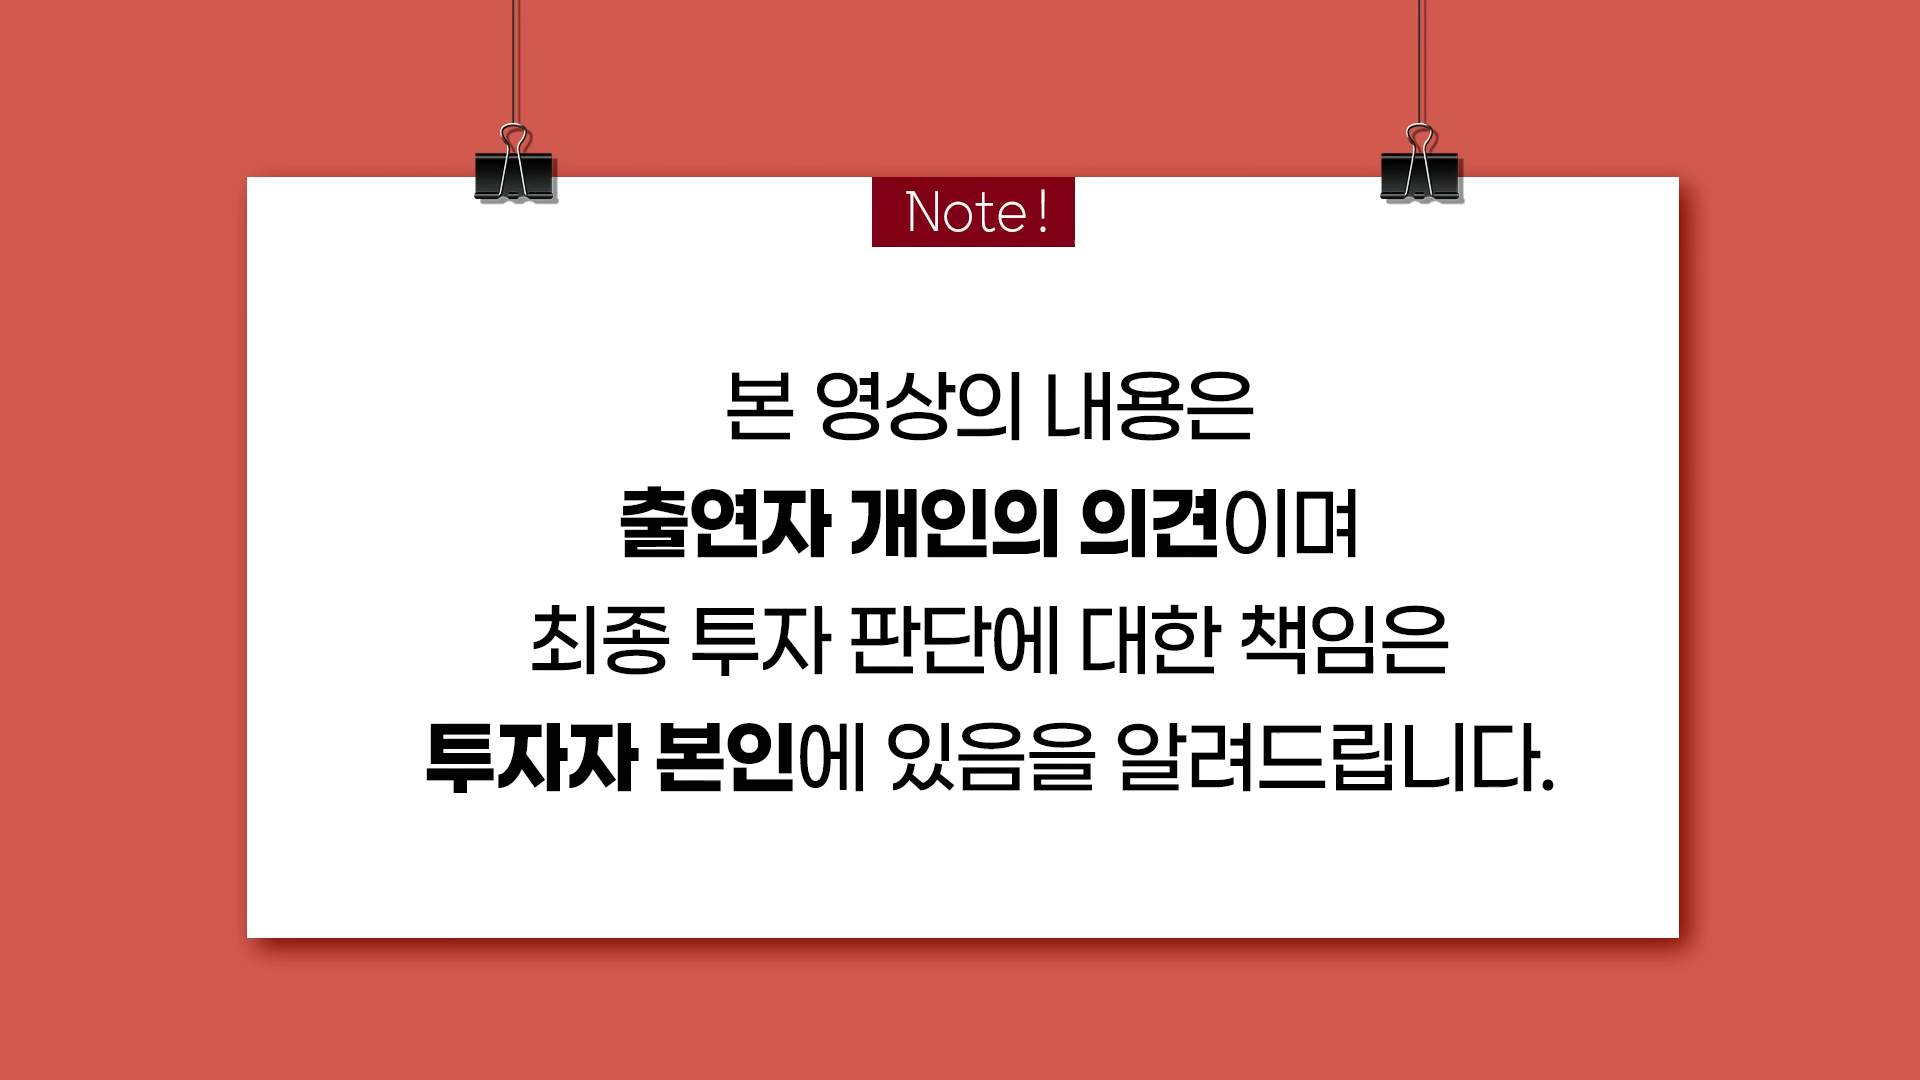 Note!
본 영상의 내용은
출연자 개인의 의견이며
최종 투자 판단에 대한 책임은
투자자 본인에 있음을 알려드립니다.